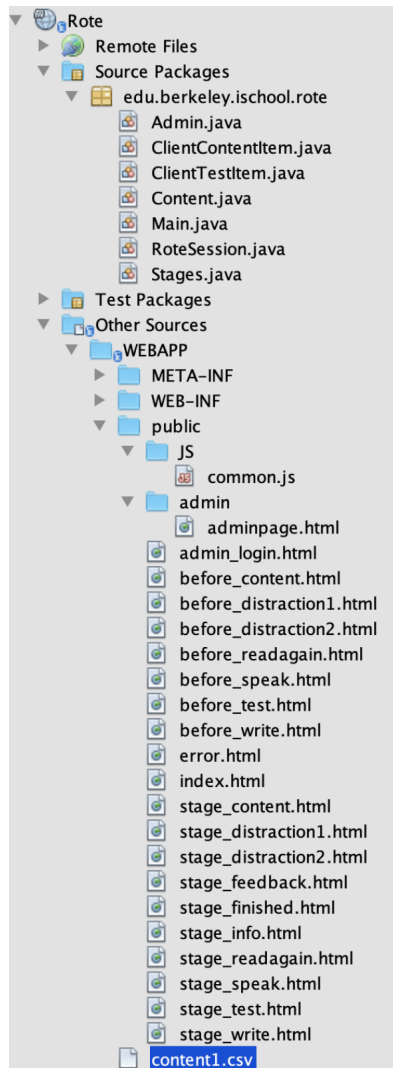 Rote
Remote Files
Source Packages
edu.berkeley.ischool.rote
Admin.java
ClientContentItem.java
ClientTestItem.java
Content.java
Main.java
RoteSession.java
Stages.java
Test Packages
Other Sources
WEBAPP
META-INF
WEB-INF
public
JS
common.js
admin
adminpage.html
admin_login.html
before_content.html
before_distraction1.html
before_distraction2.html
before_readagain.html
before_speak.html
before_test.html
before_write.html
error.html
index.html
stage_content.html
stage_distraction1.html
stage_distraction2.html
stage_feedback.html
stage_finished.html
stage_info.html
stage_readagain.html
stage_speak.html
stage_test.html
stage_write.html
content1.csv